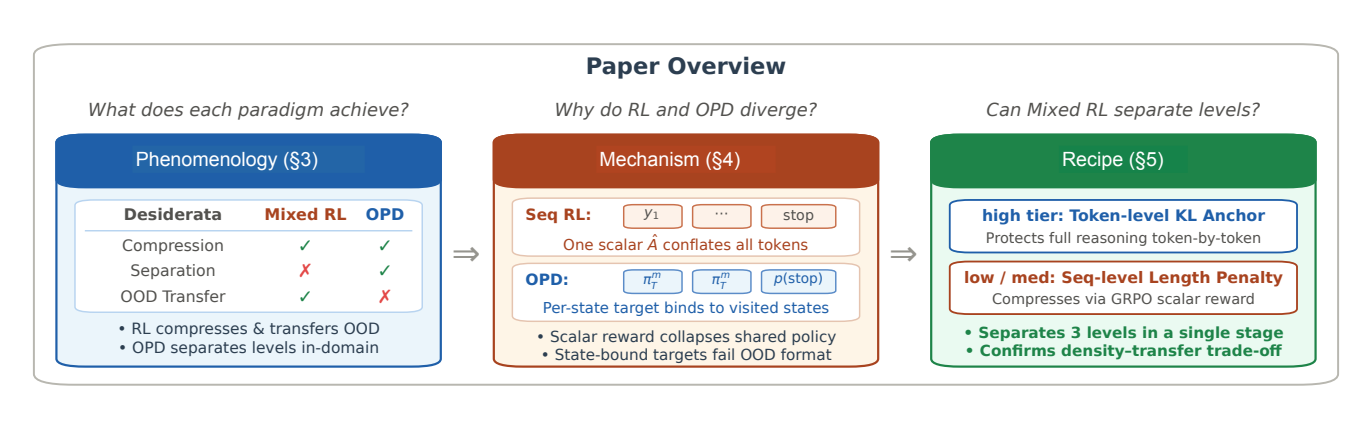 Paper Overview
What does each paradigm achieve?
Phenomenology (§3)
Desiderata Mixed RL OPD
Compression ✓ ✓
Separation ✗ ✓
OOD Transfer ✓ ✗
• RL compresses & transfers OOD
• OPD separates levels in-domain
⇒
Why do RL and OPD diverge?
Mechanism (§4)
Seq RL: y₁ ⋯ stop
One scalar Â conflates all tokens
OPD: π_T^m π_T^m p(stop)
Per-state target binds to visited states
• Scalar reward collapses shared policy
• State-bound targets fail OOD format
⇒
Can Mixed RL separate levels?
Recipe (§5)
high tier: Token-level KL Anchor
Protects full reasoning token-by-token
low / med: Seq-level Length Penalty
Compresses via GRPO scalar reward
• Separates 3 levels in a single stage
• Confirms density–transfer trade-off